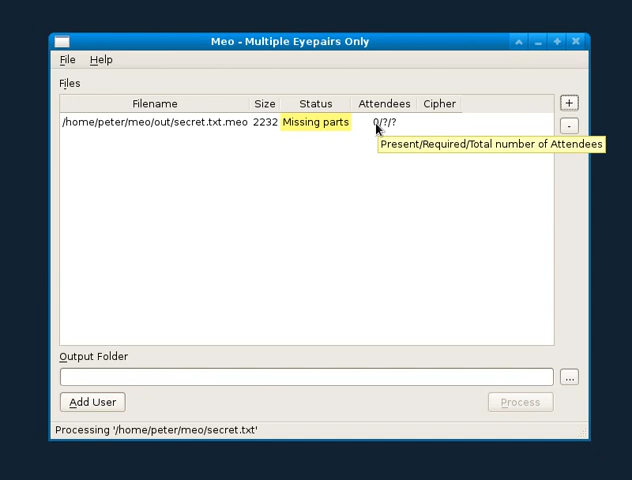 Meo - Multiple Eyepairs Only
File Help
Files
Filename Size Status Attendees Cipher
+
/home/peter/meo/out/secret.txt.meo 2232 Missing parts 0/?/?
-
Present/Required/Total number of Attendees
Output Folder
...
Add User Process
Processing '/home/peter/meo/secret.txt'